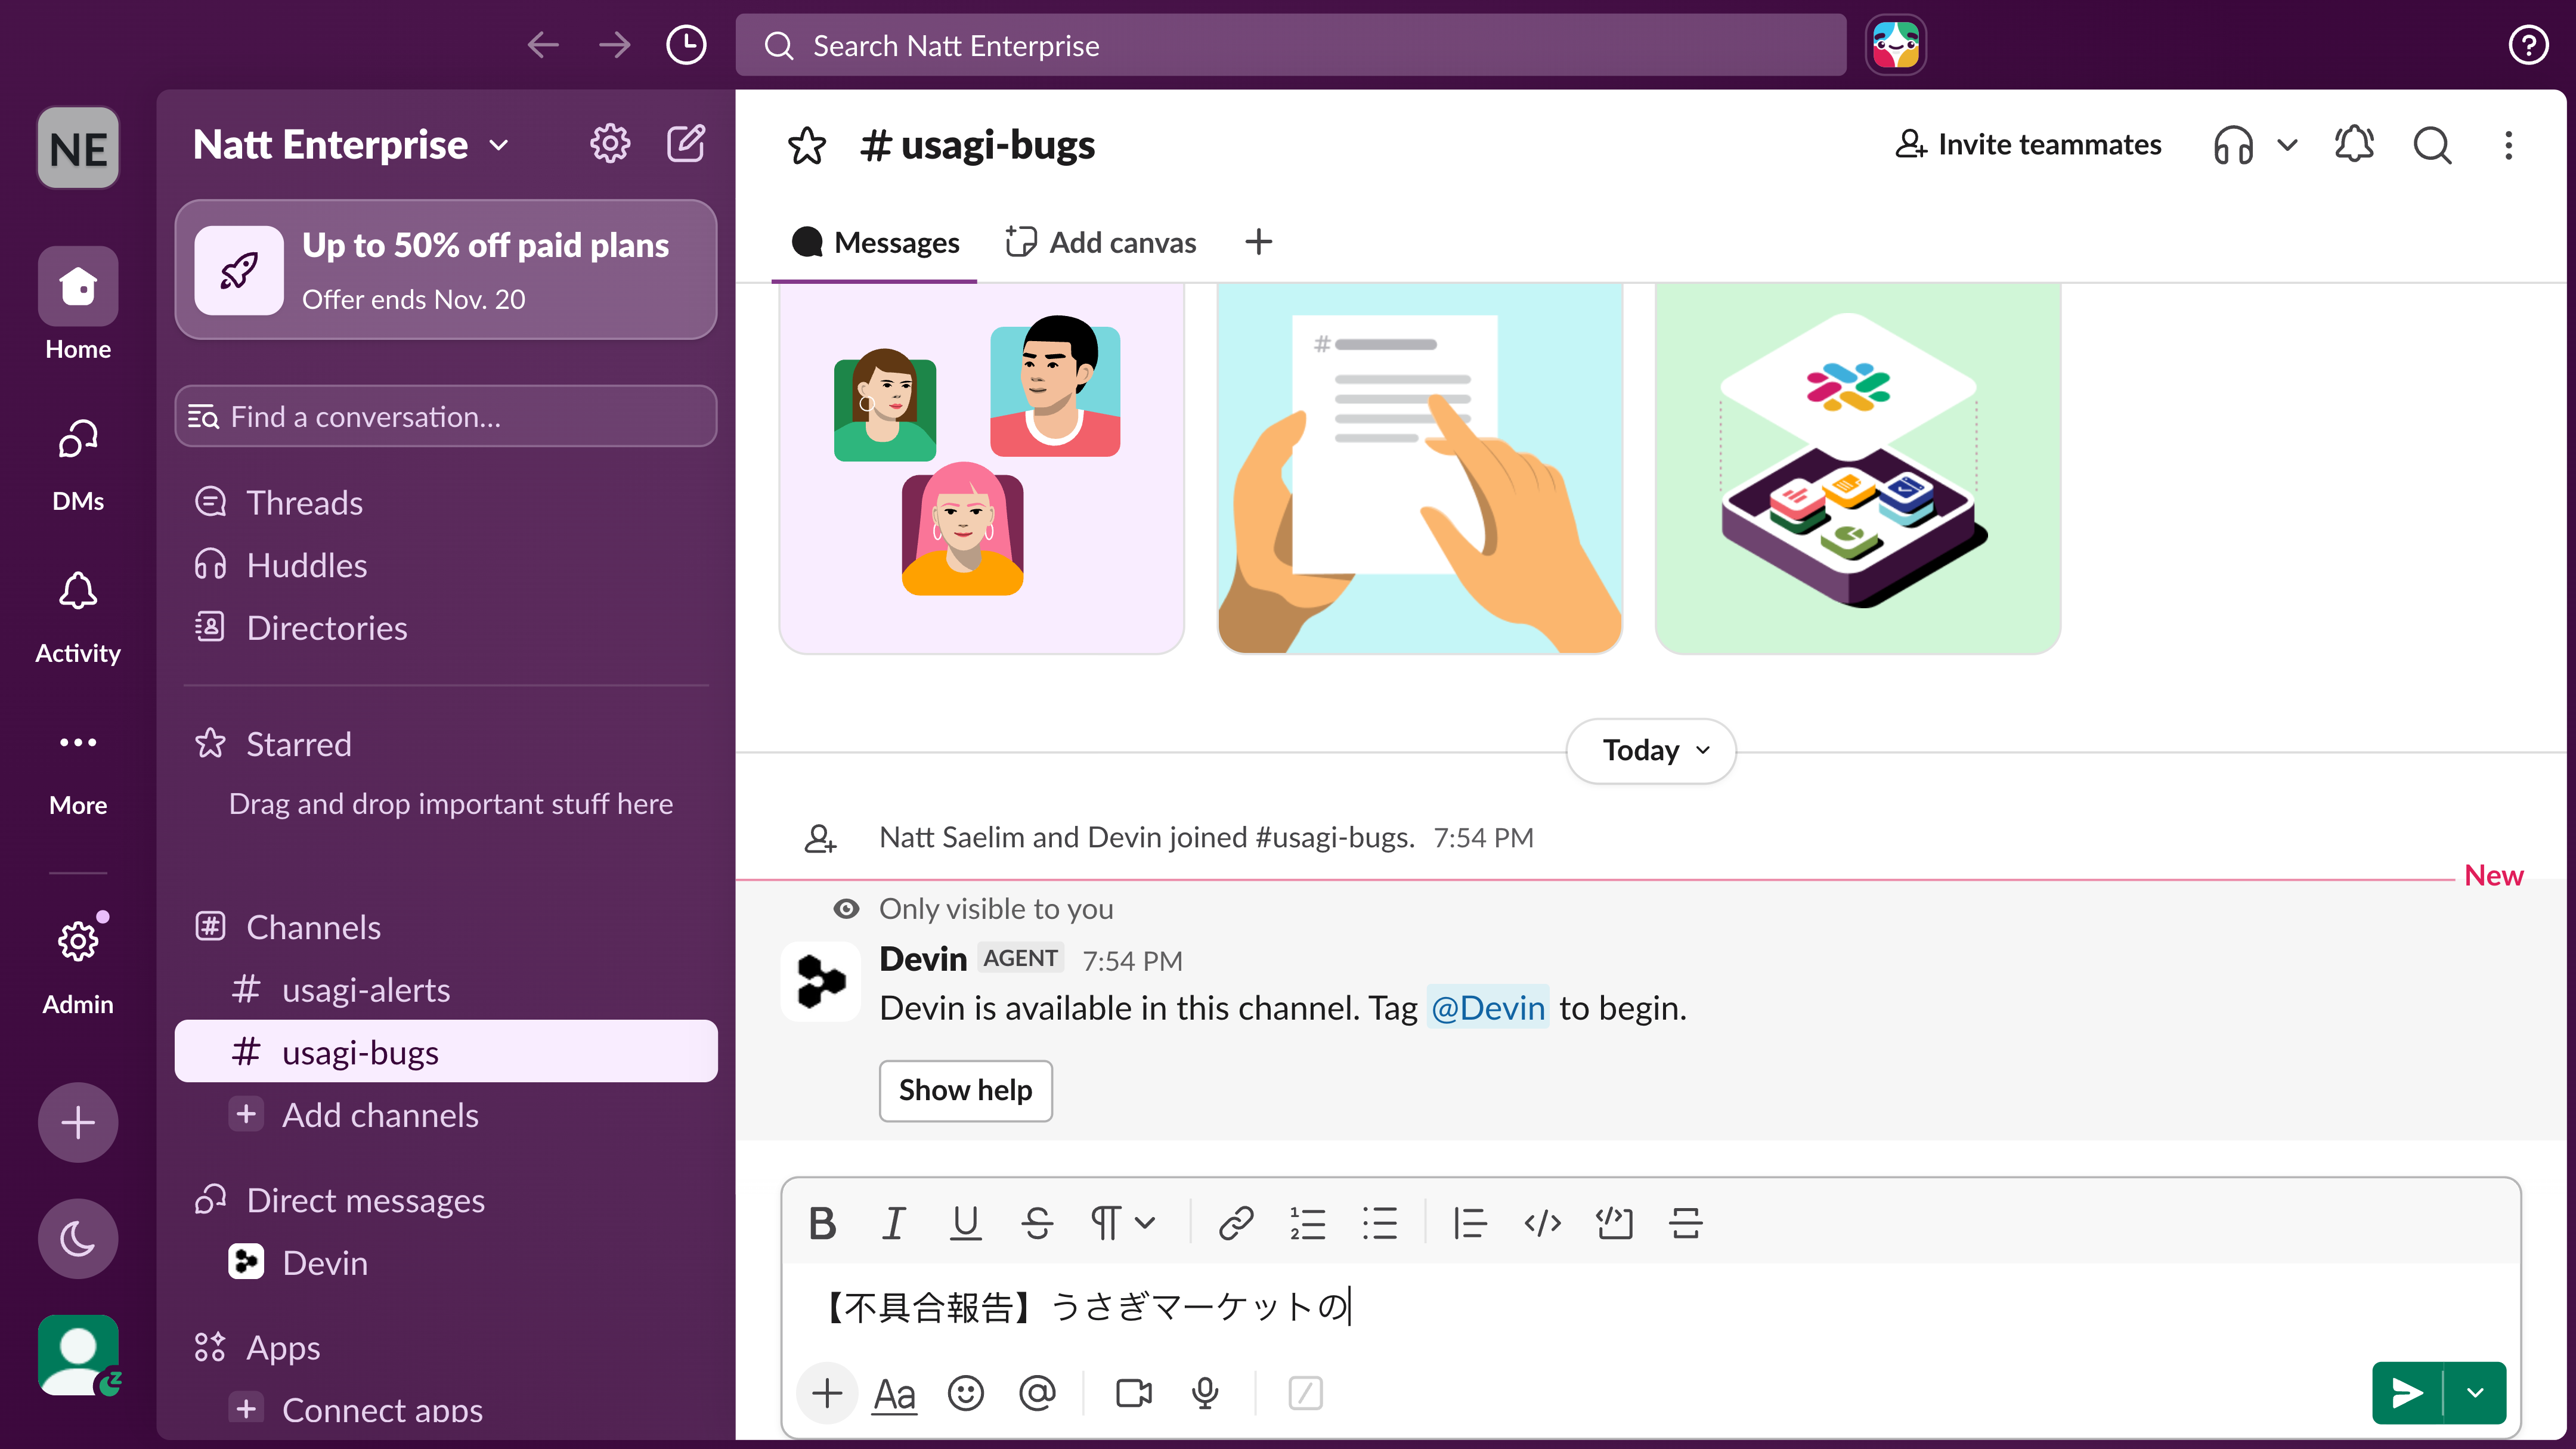 Search Natt Enterprise
NE
Home
DMs
Activity
More
Admin
Natt Enterprise
Up to 50% off paid plans
Offer ends Nov. 20
Find a conversation...
Threads
Huddles
Directories
Starred
Drag and drop important stuff here
Channels
# usagi-alerts
# usagi-bugs
Add channels
Direct messages
Devin
Apps
Connect apps
# usagi-bugs
Invite teammates
Messages
Add canvas
#
Today
Natt Saelim and Devin joined #usagi-bugs. 7:54 PM
New
Only visible to you
Devin AGENT 7:54 PM
Devin is available in this channel. Tag @Devin to begin.
Show help
【不具合報告】うさぎマーケットの
Aa